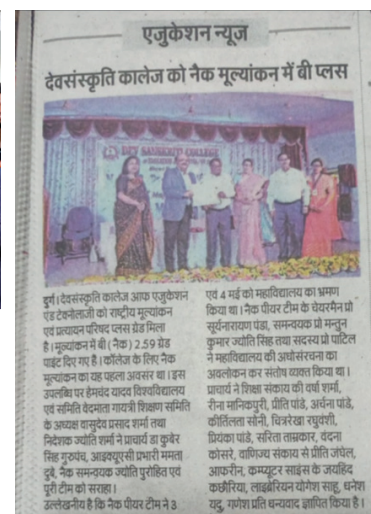 एजुकेशन न्यूज
देवसंस्कृति कालेज को नैक मूल्यांकन में बी प्लस
DEV SANSKRITI COLLEGE
दुर्ग। देवसंस्कृति कालेज आफ एजुकेशन
एंड टेक्नोलाजी को राष्ट्रीय मूल्यांकन
एवं प्रत्यायन परिषद प्लस ग्रेड मिला
है। मूल्यांकन में बी (नैक) 2.59 ग्रेड
पाइंट दिए गए है। कॉलेज के लिए नैक
मूल्यांकन का यह पहला अवसर था। इस
उपलब्धि पर हेमचंद यादव विश्वविद्यालय
एवं समिति वेदमाता गायत्री शिक्षण समिति
के अध्यक्ष वासुदेव प्रसाद शर्मा तथा
निदेशक ज्योति शर्मा ने प्राचार्य डा कुबेर
सिंह गुरुपंच, आइक्यूएसी प्रभारी ममता
दुबे, नैक समन्वयक ज्योति पुरोहित एवं
पूरी टीम को सराहा।
उल्लेखनीय है कि नैक पीयर टीम ने 3
एवं 4 मई को महाविद्यालय का भ्रमण
किया था। नैक पीयर टीम के चेयरमैन प्रो
सूर्यनारायण पंडा, समन्वयक प्रो मन्तुन
कुमार ज्योति सिंह तथा सदस्य प्रो पाटिल
ने महाविद्यालय की अधोसंरचना का
अवलोकन कर संतोष व्यक्त किया था।
प्राचार्य ने शिक्षा संकाय की वर्षा शर्मा,
रीना मानिकपुरी, प्रीति पांडे, अर्चना पांडे,
कीर्तिलता सोनी, चित्ररेखा रघुवंशी,
प्रियंका पांडे, सरिता ताम्रकार, वंदना
कोसरे, वाणिज्य संकाय से प्रीति जंघेल,
आफरीन, कम्प्यूटर साइंस के जयहिंद
कछौरिया, लाइब्रेरियन योगेश साहू, धनेश
यदु, गणेश प्रति धन्यवाद ज्ञापित किया है।